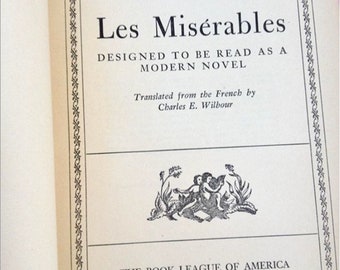 Les Misérables
DESIGNED TO BE READ AS A
MODERN NOVEL
Translated from the French by
Charles E. Wilbour
THE BOOK LEAGUE OF AMERICA